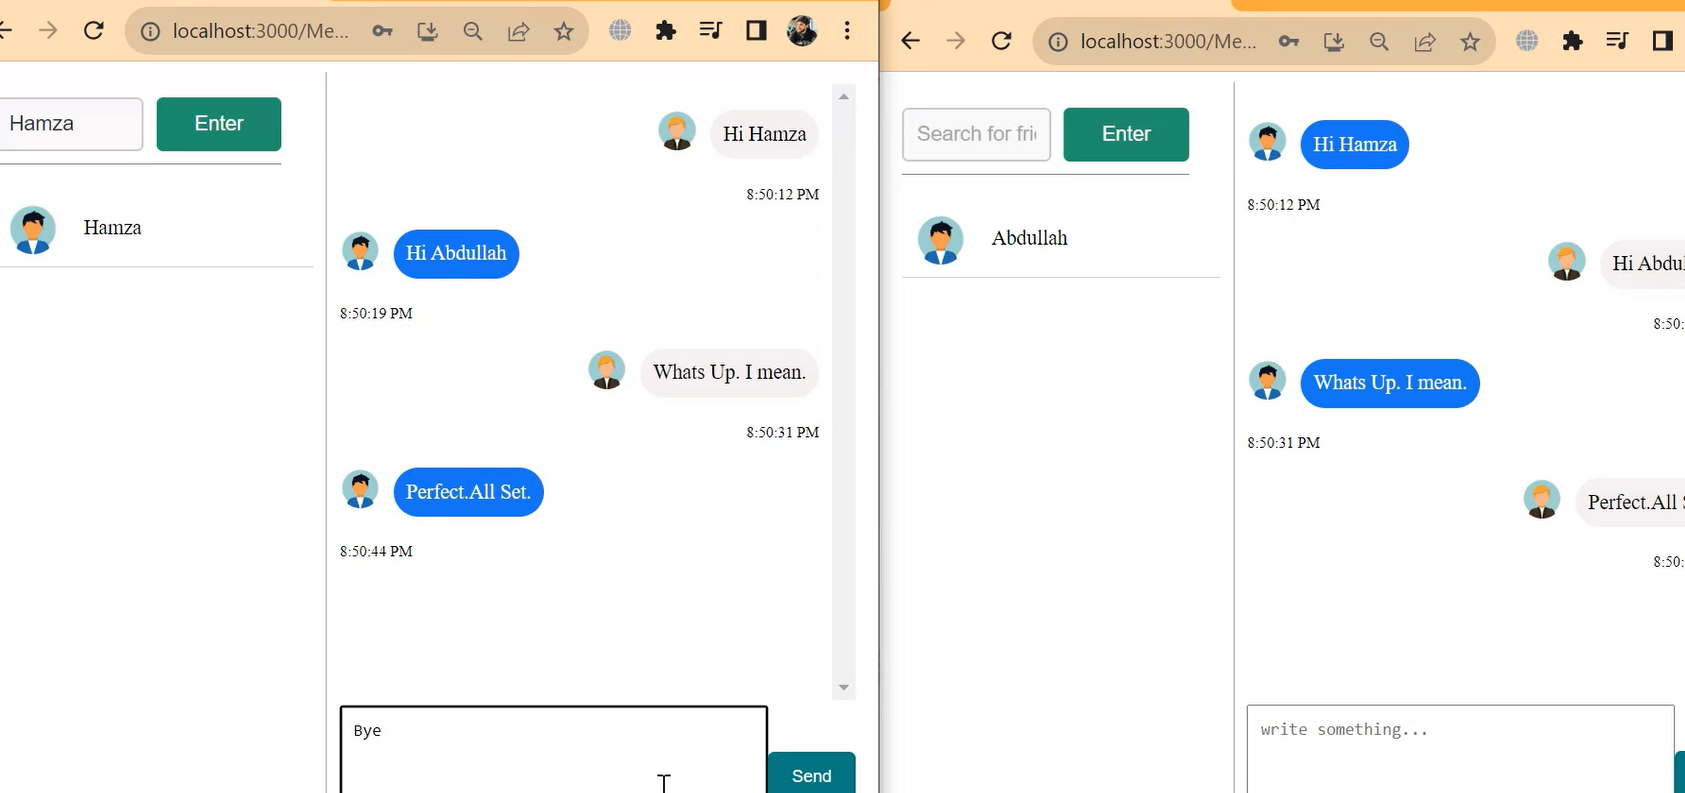 localhost:3000/Me...
Hamza
Enter
Hamza
Hi Hamza
8:50:12 PM
Hi Abdullah
8:50:19 PM
Whats Up. I mean.
8:50:31 PM
Perfect.All Set.
8:50:44 PM
Bye
Send
localhost:3000/Me...
Search for frie
Enter
Abdullah
Hi Hamza
8:50:12 PM
Hi Abdul
8:50:
Whats Up. I mean.
8:50:31 PM
Perfect.All
8:50:
write something...